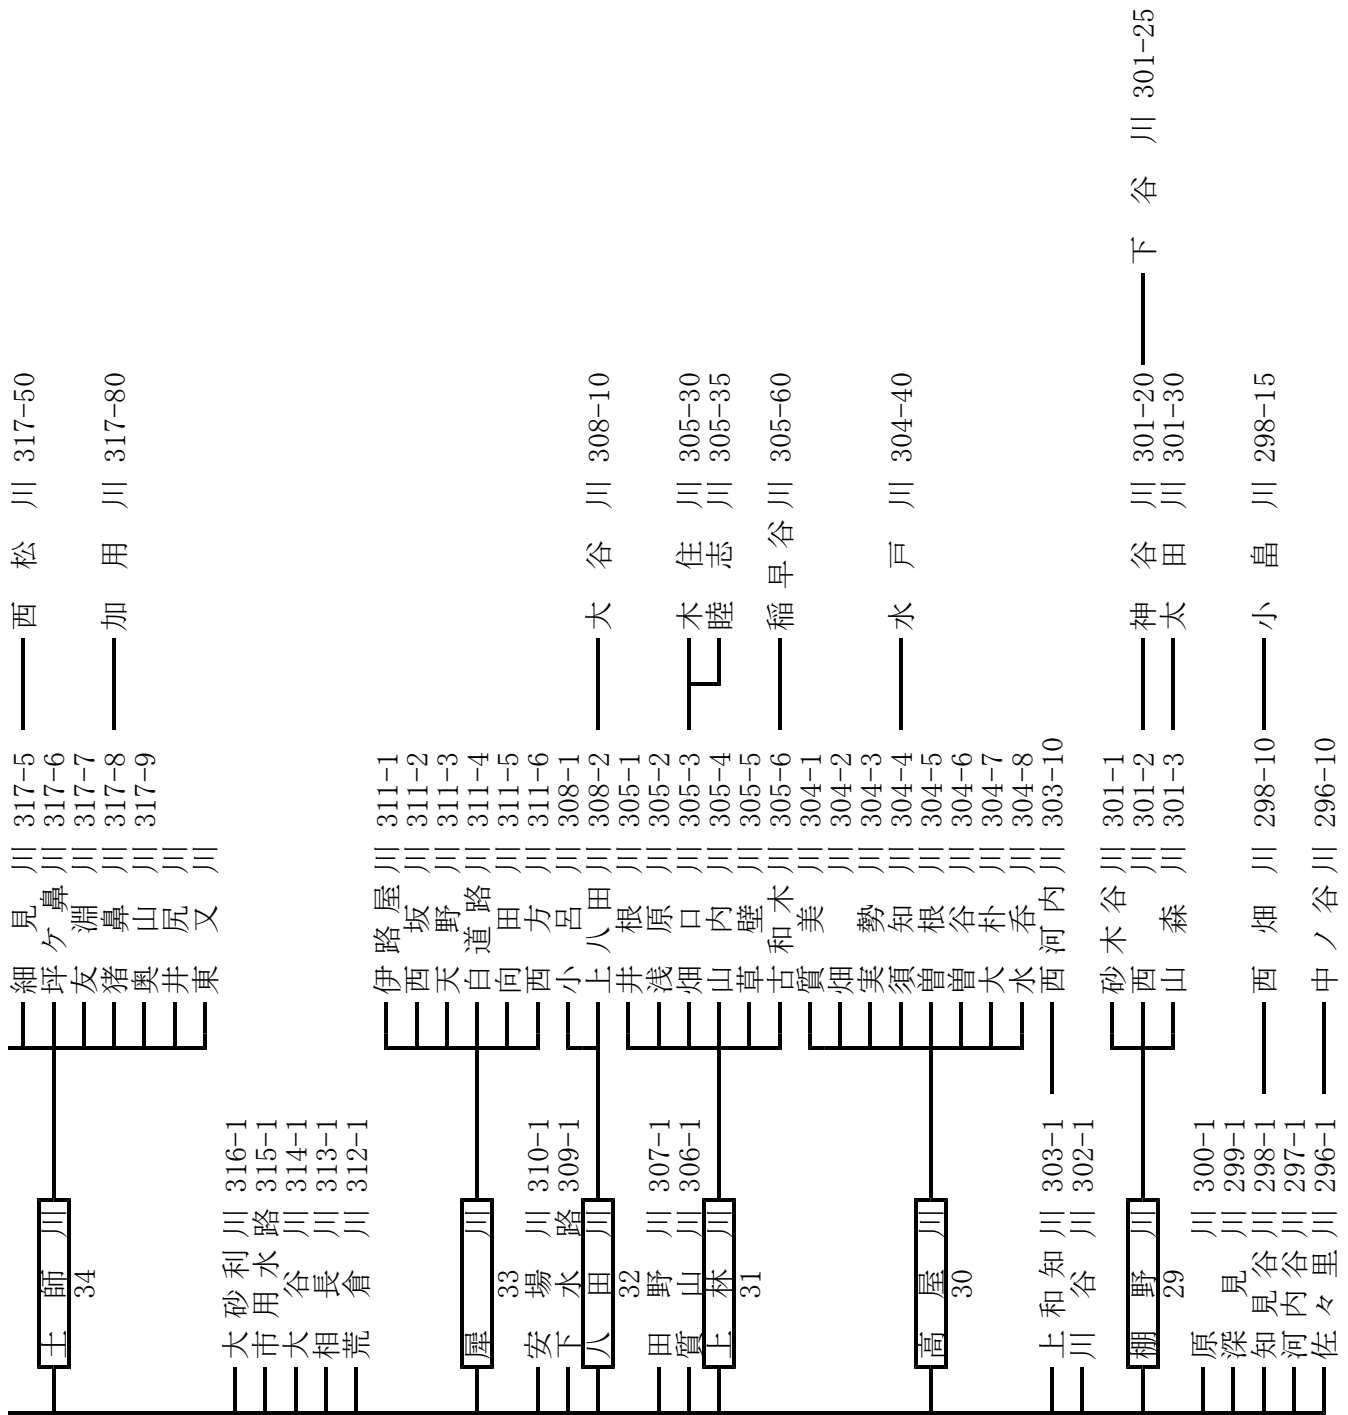 細見川 317-5 西松川 317-50
土師川 坪ケ鼻川 317-6
34 友淵川 317-7
猪鼻川 317-8 加用川 317-80
奥山川 317-9
井尻川
東又川
大砂利川 316-1
市用水路 315-1
大谷川 314-1
相長川 313-1
荒倉川 312-1
伊路屋川 311-1
西坂川 311-2
天野川 311-3
犀川 白道路川 311-4
33 向田川 311-5
安場川 310-1 西方川 311-6
下水路 309-1 小呂川 308-1
八田川 上八田川 308-2 大谷川 308-10
32 井根川 305-1
田野川 307-1 浅原川 305-2
質山川 306-1 畑口川 305-3 木住川 305-30
上林川 山内川 305-4 睦志川 305-35
31 草壁川 305-5
古和木川 305-6 稲早谷川 305-60
質美川 304-1
畑川 304-2
実勢川 304-3
須知川 304-4 水戸川 304-40
高屋川 曽根川 304-5
30 曽谷川 304-6
大朴川 304-7
水呑川 304-8
上和知川 303-1 西河内川 303-10
川谷川 302-1
砂木谷川 301-1
棚野川 西川 301-2 神谷川 301-20 下谷川 301-25
29 山森川 301-3 太田川 301-30
原川 300-1
深見川 299-1
知見谷川 298-1 西畑川 298-10 小畠川 298-15
河内谷川 297-1
佐々里川 296-1 中ノ谷川 296-10